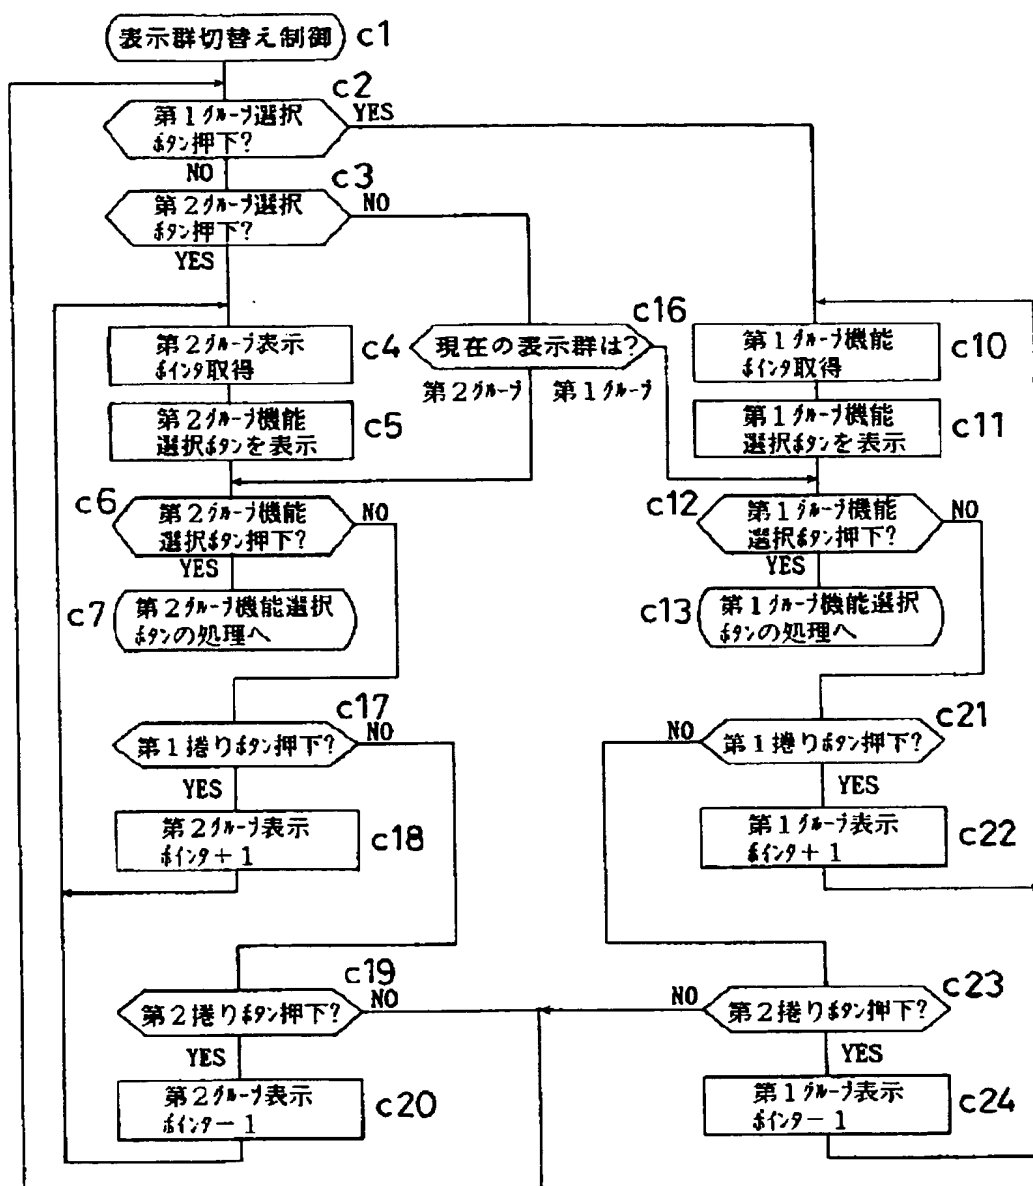 表示群切替え制御 c1
c2
第1グループ選択
ボタン押下?
YES
NO
c3
第2グループ選択
ボタン押下?
NO
YES
c4
第2グループ表示
ポインタ取得
c16
現在の表示群は?
第2グループ
第1グループ
c10
第1グループ機能
ポインタ取得
c5
第2グループ機能
選択ボタンを表示
c11
第1グループ機能
選択ボタンを表示
c6
第2グループ機能
選択ボタン押下?
NO
YES
c12
第1グループ機能
選択ボタン押下?
NO
YES
c7
第2グループ機能選択
ボタンの処理へ
c13
第1グループ機能選択
ボタンの処理へ
c17
第1捲りボタン押下?
NO
YES
c21
NO
第1捲りボタン押下?
YES
第2グループ表示
ポインタ+1
c18
第1グループ表示
ポインタ+1
c22
c19
第2捲りボタン押下?
NO
YES
c23
NO
第2捲りボタン押下?
YES
第2グループ表示
ポインタ-1
c20
第1グループ表示
ポインタ-1
c24